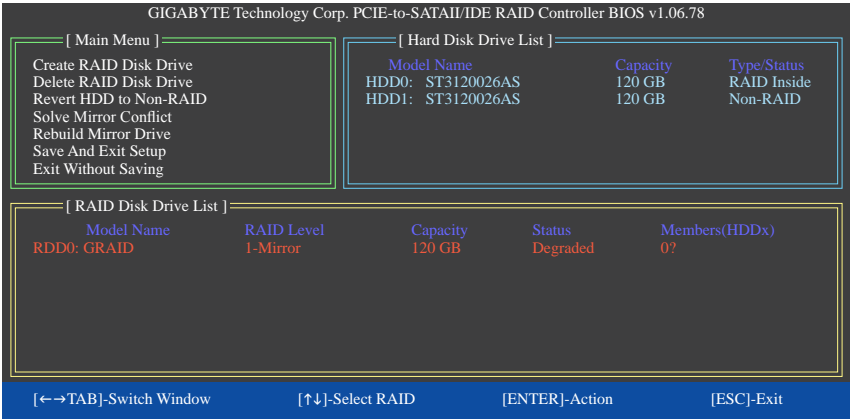 GIGABYTE Technology Corp. PCIE-to-SATAII/IDE RAID Controller BIOS v1.06.78
[ Main Menu ]
Create RAID Disk Drive
Delete RAID Disk Drive
Revert HDD to Non-RAID
Solve Mirror Conflict
Rebuild Mirror Drive
Save And Exit Setup
Exit Without Saving
[ Hard Disk Drive List ]
Model Name Capacity Type/Status
HDD0: ST3120026AS 120 GB RAID Inside
HDD1: ST3120026AS 120 GB Non-RAID
[ RAID Disk Drive List ]
Model Name RAID Level Capacity Status Members(HDDx)
RDD0: GRAID 1-Mirror 120 GB Degraded 0?
[←→TAB]-Switch Window [↑↓]-Select RAID [ENTER]-Action [ESC]-Exit